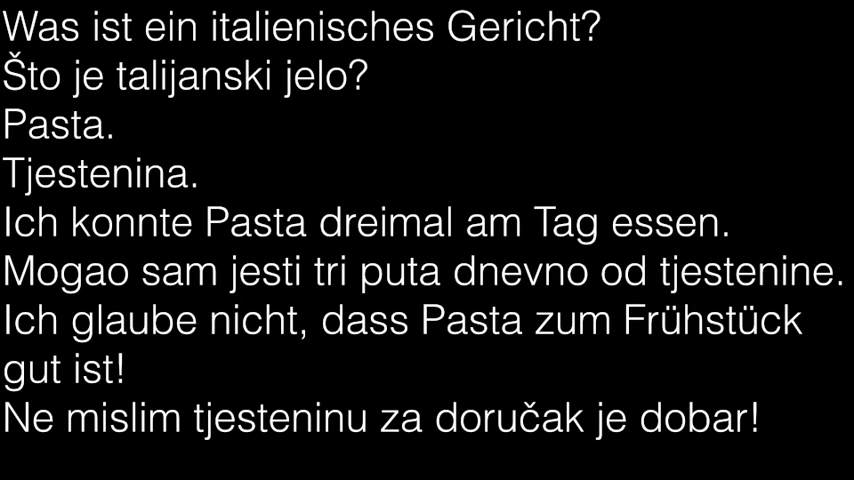 Was ist ein italienisches Gericht?
Što je talijanski jelo?
Pasta.
Tjestenina.
Ich konnte Pasta dreimal am Tag essen.
Mogao sam jesti tri puta dnevno od tjestenine.
Ich glaube nicht, dass Pasta zum Frühstück
gut ist!
Ne mislim tjesteninu za doručak je dobar!